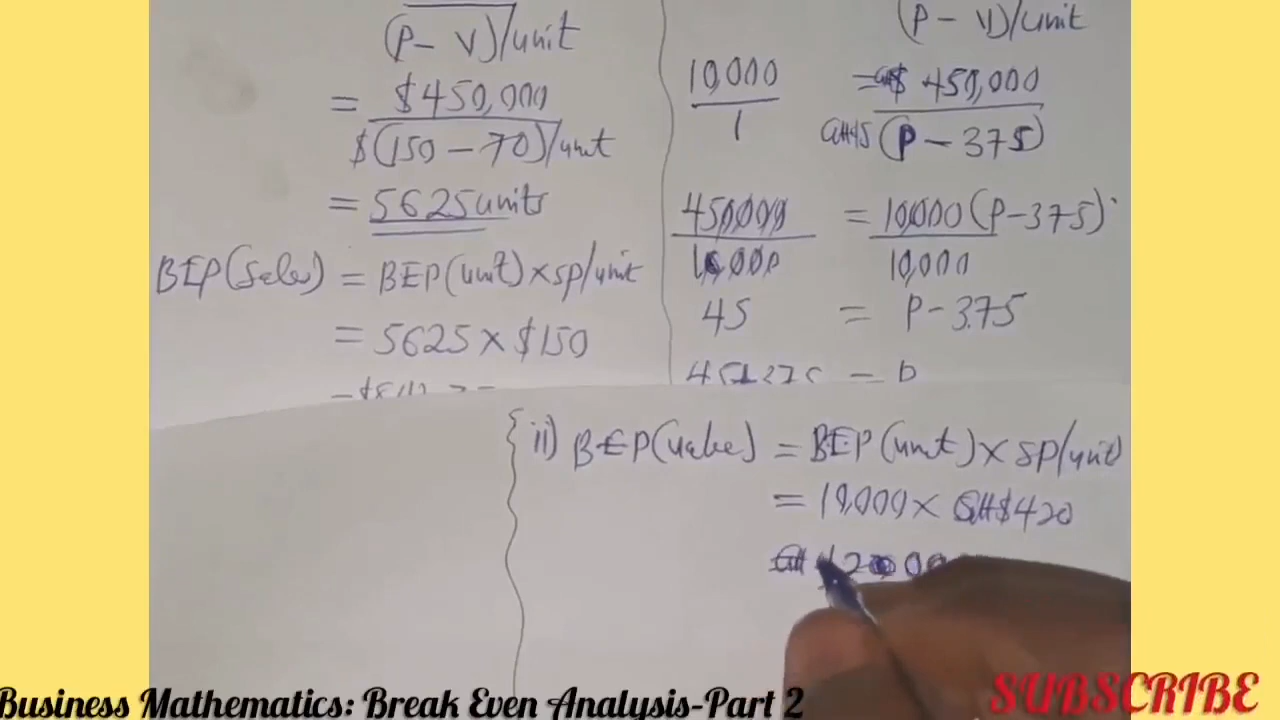 (P - V)/unit
= $450,000
$(150 - 70)/unit
= 5625 units
BEP(Sales) = BEP(unit) x SP/unit
= 5625 x $150
(P - V)/unit
10,000 = GH$ 450,000
1 GH$ (P - 375)
450,000 = 10,000 (P - 375)
10,000 10,000
45 = P - 375
45+375 = P
ii) BEP(value) = BEP(unit) x SP/unit
= 10,000 x GH$420
Business Mathematics: Break Even Analysis-Part 2
SUBSCRIBE